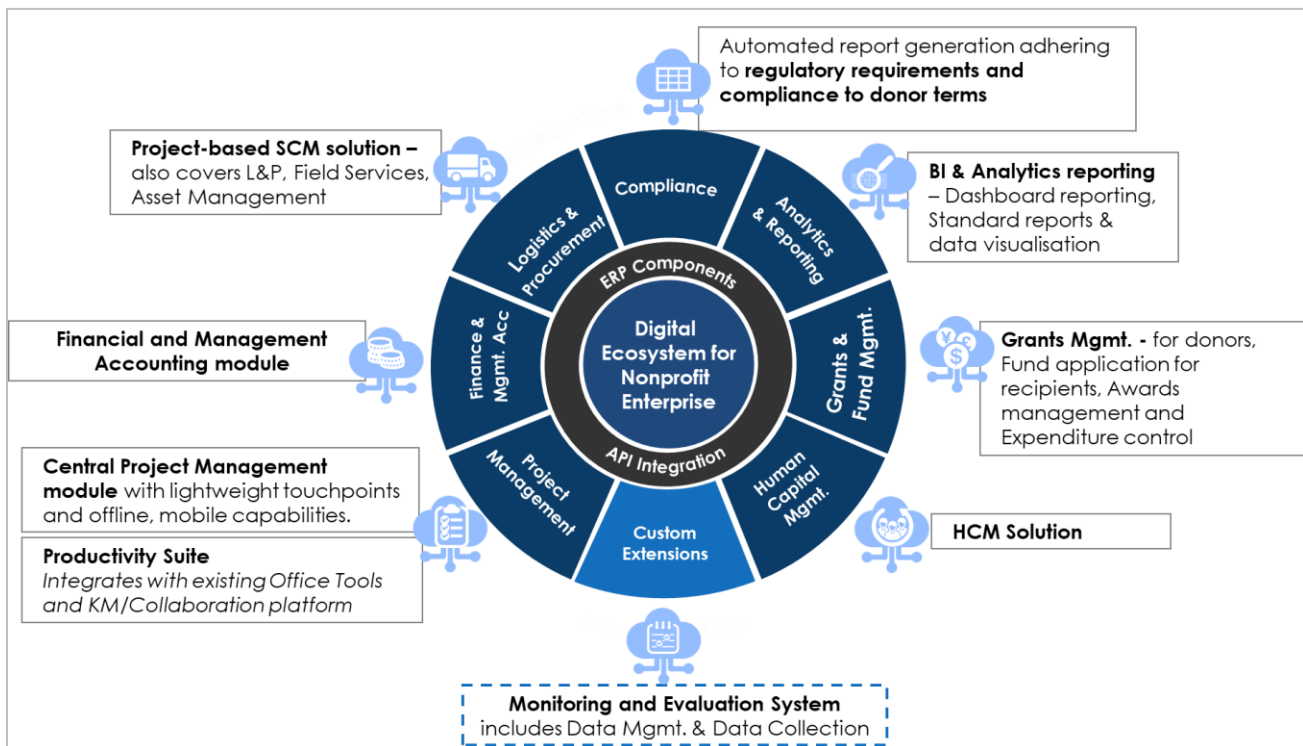 Automated report generation adhering
to regulatory requirements and
compliance to donor terms
Project-based SCM solution –
also covers L&P, Field Services,
Asset Management
BI & Analytics reporting
– Dashboard reporting,
Standard reports &
data visualisation
Financial and Management
Accounting module
Grants Mgmt. - for donors,
Fund application for
recipients, Awards
management and
Expenditure control
Central Project Management
module with lightweight touchpoints
and offline, mobile capabilities.
Productivity Suite
Integrates with existing Office Tools
and KM/Collaboration platform
HCM Solution
Monitoring and Evaluation System
includes Data Mgmt. & Data Collection
Compliance
Analytics
& Reporting
Grants &
Fund Mgmt.
Human
Capital
Mgmt.
Custom
Extensions
Project
Management
Finance &
Mgmt. Acc
Logistics &
Procurement
ERP Components
API Integration
Digital
Ecosystem for
Nonprofit
Enterprise
¥
£
$